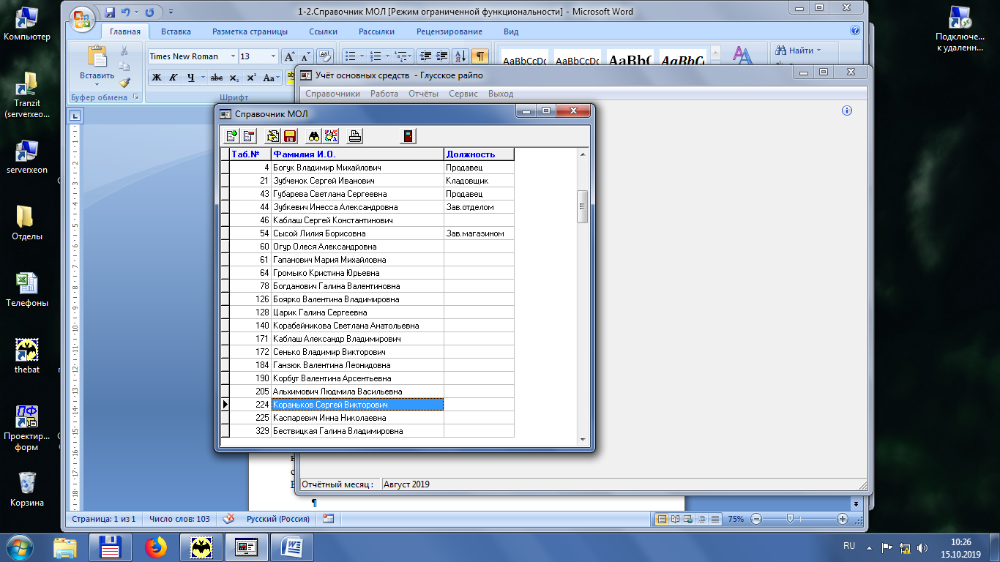 1-2.Справочник МОЛ [Режим ограниченной функциональности] - Microsoft Word
Главная Вставка Разметка страницы Ссылки Рассылки Рецензирование Вид
Times New Roman 13
Вставить
Ж К Ч abc x₂ x² Aa
AaBbCcDc AaBbCcDc AaBbC AaBbCc
Найти
Буфер обмена Шрифт
Учёт основных средств - Глусское райпо
Справочники Работа Отчёты Сервис Выход
Справочник МОЛ
Таб.№ Фамилия И.О. Должность
4 Богук Владимир Михайлович Продавец
21 Зубченок Сергей Иванович Кладовщик
43 Губарева Светлана Сергеевна Продавец
44 Зубкевич Инесса Александровна Зав.отделом
46 Каблаш Сергей Константинович
54 Сысой Лилия Борисовна Зав.магазином
60 Огур Олеся Александровна
61 Гапанович Мария Михайловна
64 Громыко Кристина Юрьевна
78 Богданович Галина Валентиновна
126 Боярко Валентина Владимировна
128 Царик Галина Сергеевна
140 Корабейникова Светлана Анатольевна
171 Каблаш Александр Владимирович
172 Сенько Владимир Викторович
184 Ганзюк Валентина Леонидовна
190 Корбут Валентина Арсентьевна
205 Альхимович Людмила Васильевна
224 Кораньков Сергей Викторович
225 Каспаревич Инна Николаевна
329 Бествицкая Галина Владимировна
Отчётный месяц : Август 2019
¶
Страница: 1 из 1 Число слов: 103 Русский (Россия) 75%
Компьютер
Tranzit
(serverxeo...
serverxeon
Отделы
Телефоны
thebat
Проектир...
форм
Корзина
Подключе...
к удаленн...
RU
10:26
15.10.2019